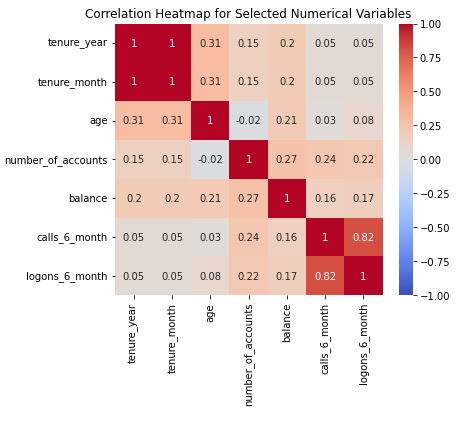 Correlation Heatmap for Selected Numerical Variables
tenure_year 1 1 0.31 0.15 0.2 0.05 0.05
tenure_month 1 1 0.31 0.15 0.2 0.05 0.05
age 0.31 0.31 1 -0.02 0.21 0.03 0.08
number_of_accounts 0.15 0.15 -0.02 1 0.27 0.24 0.22
balance 0.2 0.2 0.21 0.27 1 0.16 0.17
calls_6_month 0.05 0.05 0.03 0.24 0.16 1 0.82
logons_6_month 0.05 0.05 0.08 0.22 0.17 0.82 1
tenure_year
tenure_month
age
number_of_accounts
balance
calls_6_month
logons_6_month
1.00
0.75
0.50
0.25
0.00
−0.25
−0.50
−0.75
−1.00